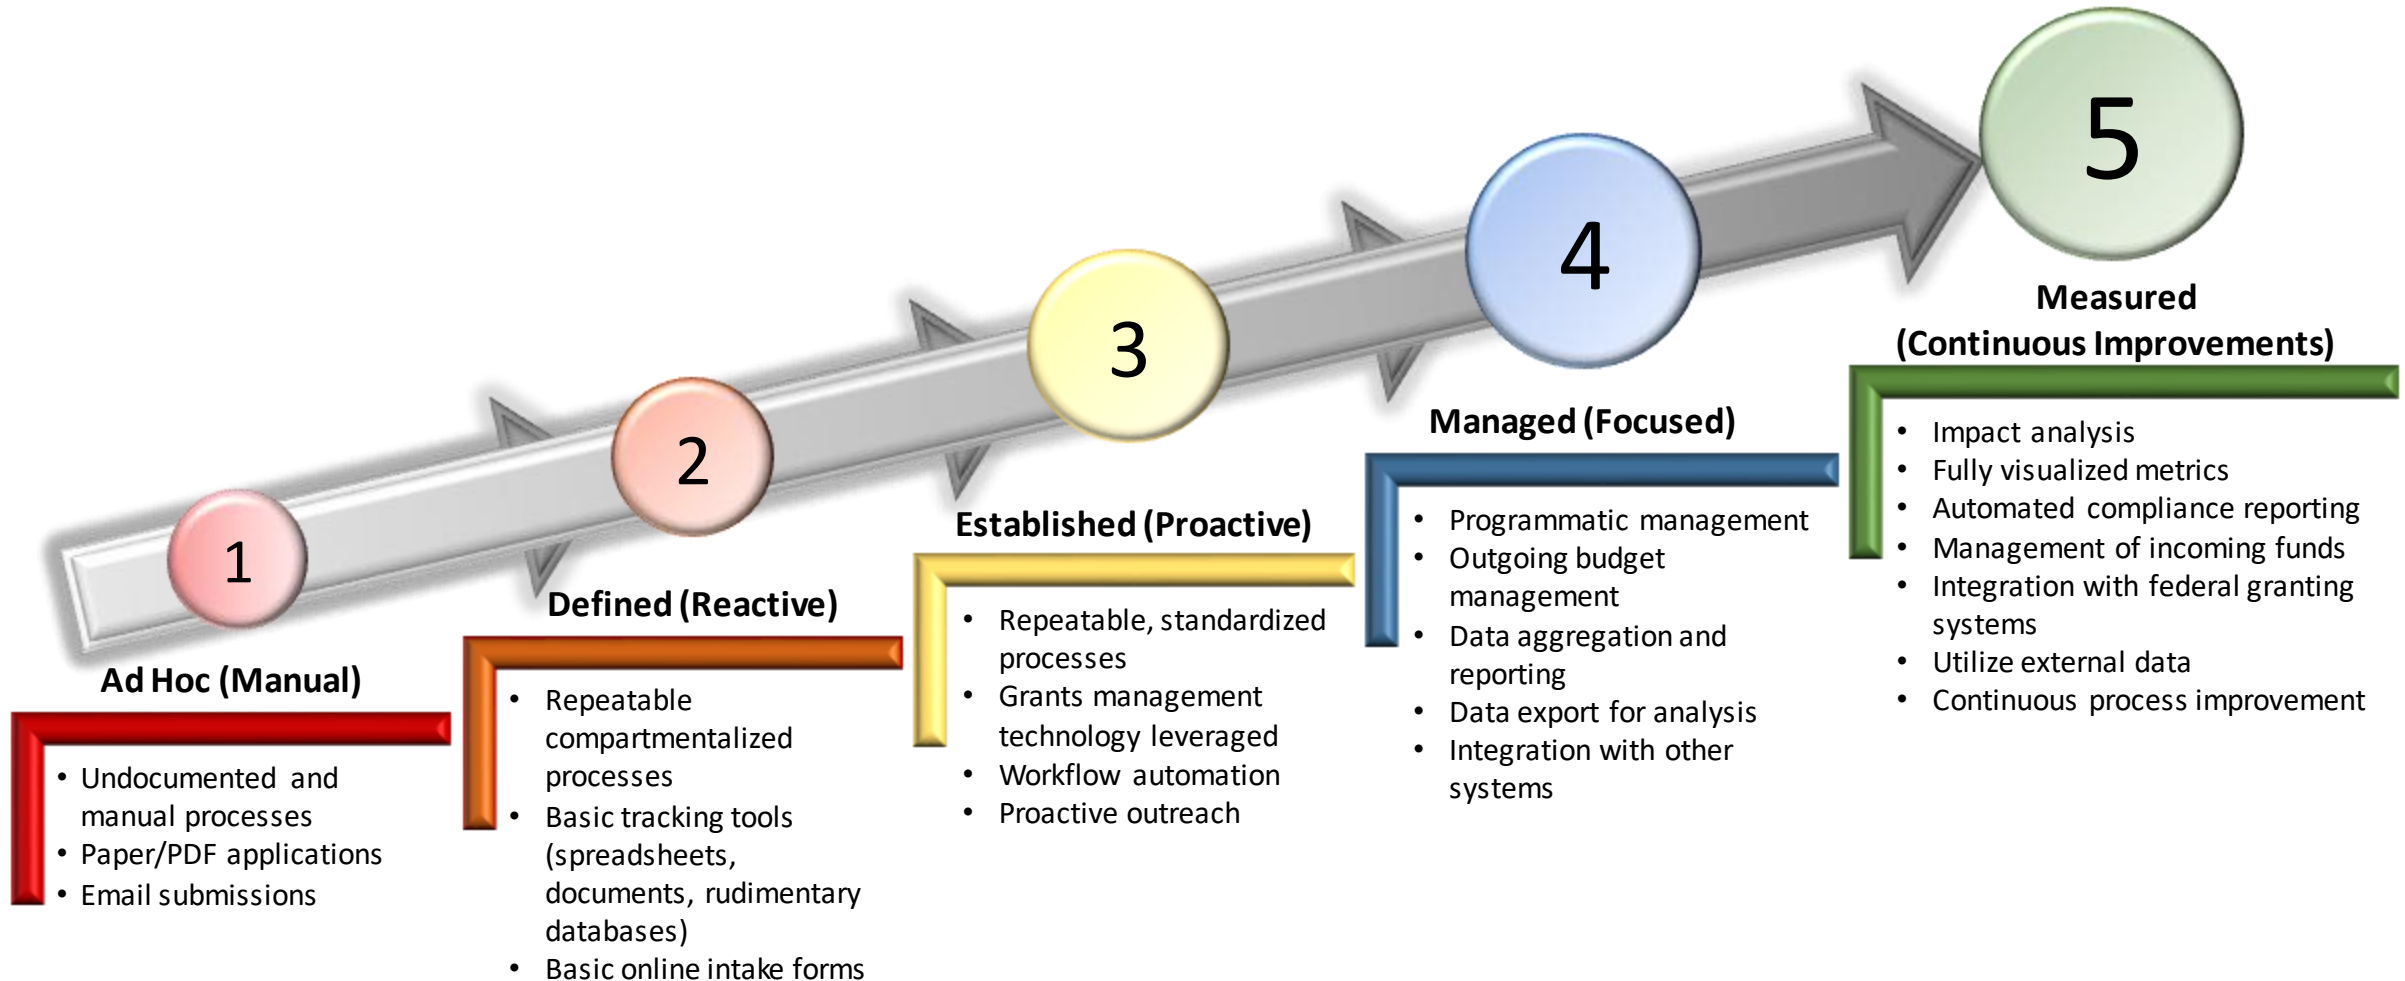 1
Ad Hoc (Manual)
• Undocumented and
manual processes
• Paper/PDF applications
• Email submissions
2
Defined (Reactive)
• Repeatable
compartmentalized
processes
• Basic tracking tools
(spreadsheets,
documents, rudimentary
databases)
• Basic online intake forms
3
Established (Proactive)
• Repeatable, standardized
processes
• Grants management
technology leveraged
• Workflow automation
• Proactive outreach
4
Managed (Focused)
• Programmatic management
• Outgoing budget
management
• Data aggregation and
reporting
• Data export for analysis
• Integration with other
systems
5
Measured
(Continuous Improvements)
• Impact analysis
• Fully visualized metrics
• Automated compliance reporting
• Management of incoming funds
• Integration with federal granting
systems
• Utilize external data
• Continuous process improvement